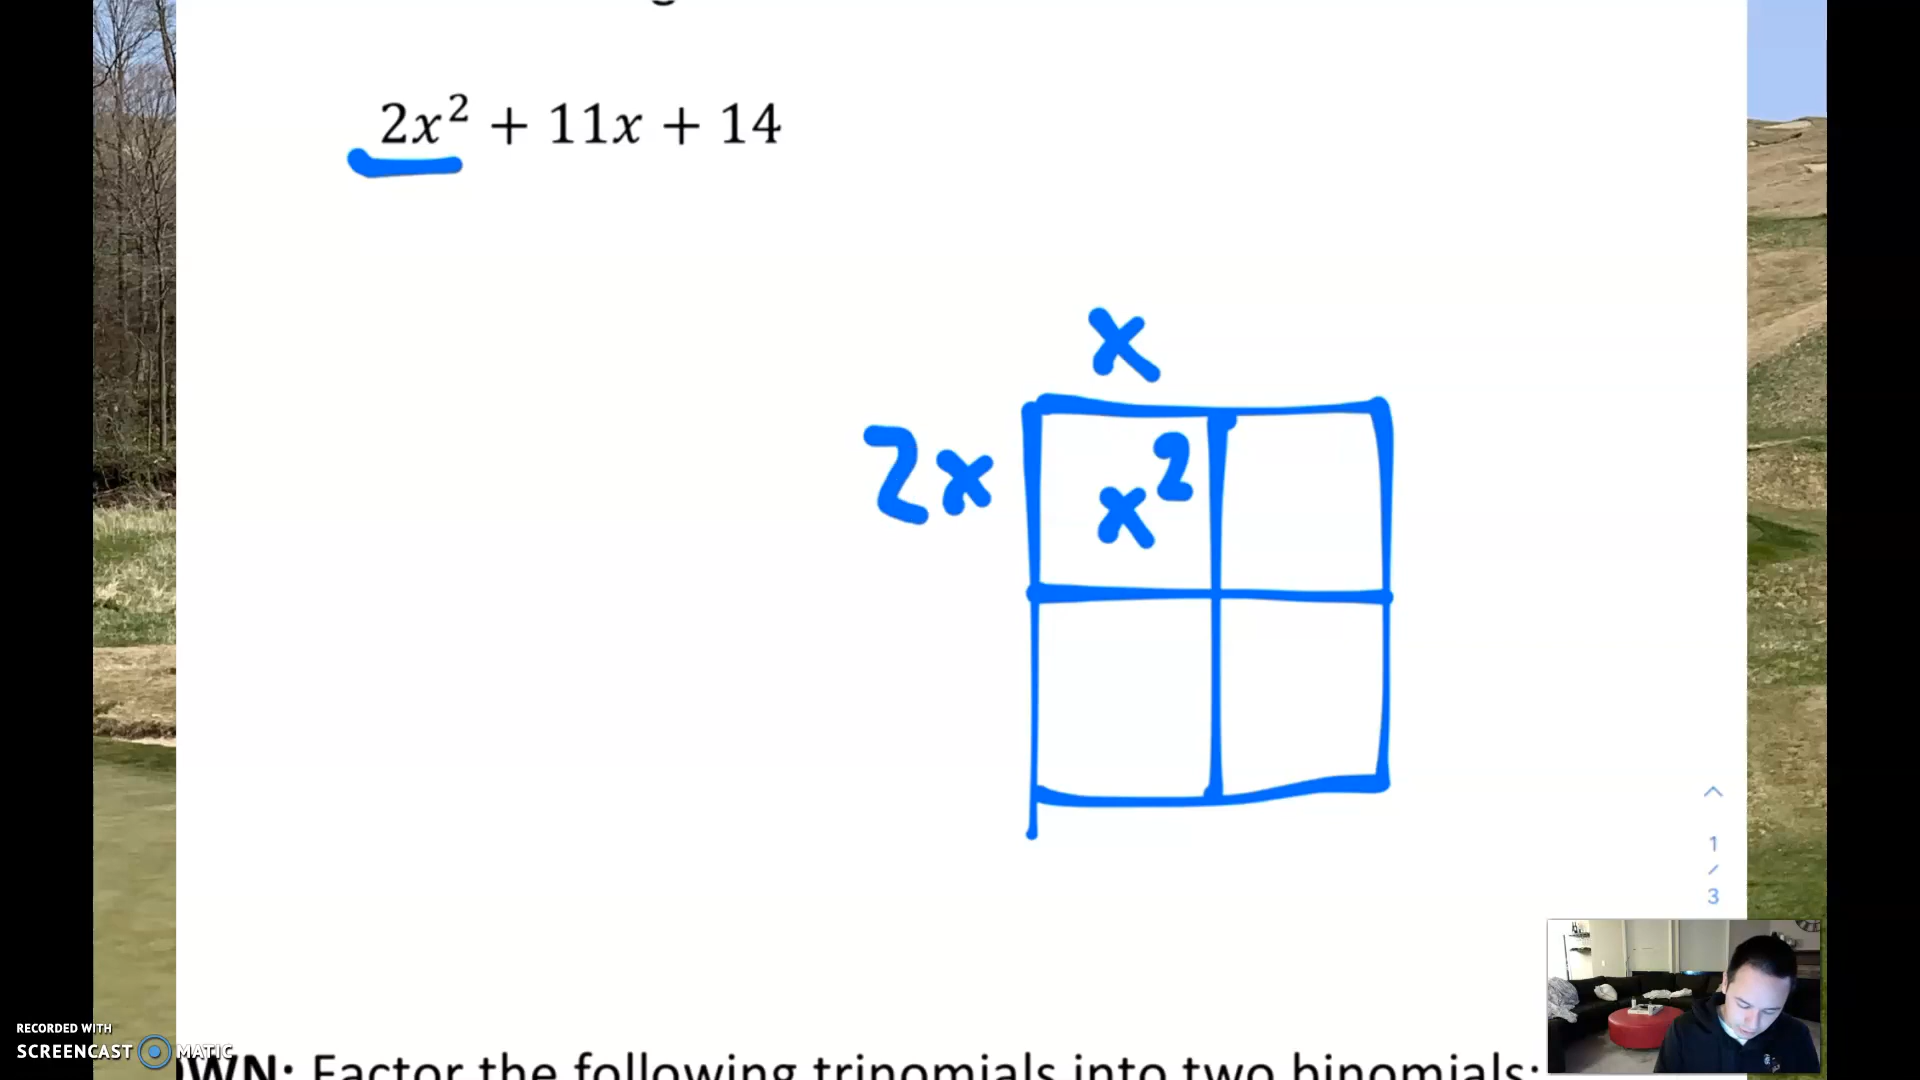 2x² + 11x + 14
x
2x
x²
1
/
3
RECORDED WITH
SCREENCAST MATIC
WN: Factor the following trinomials into two binomials: